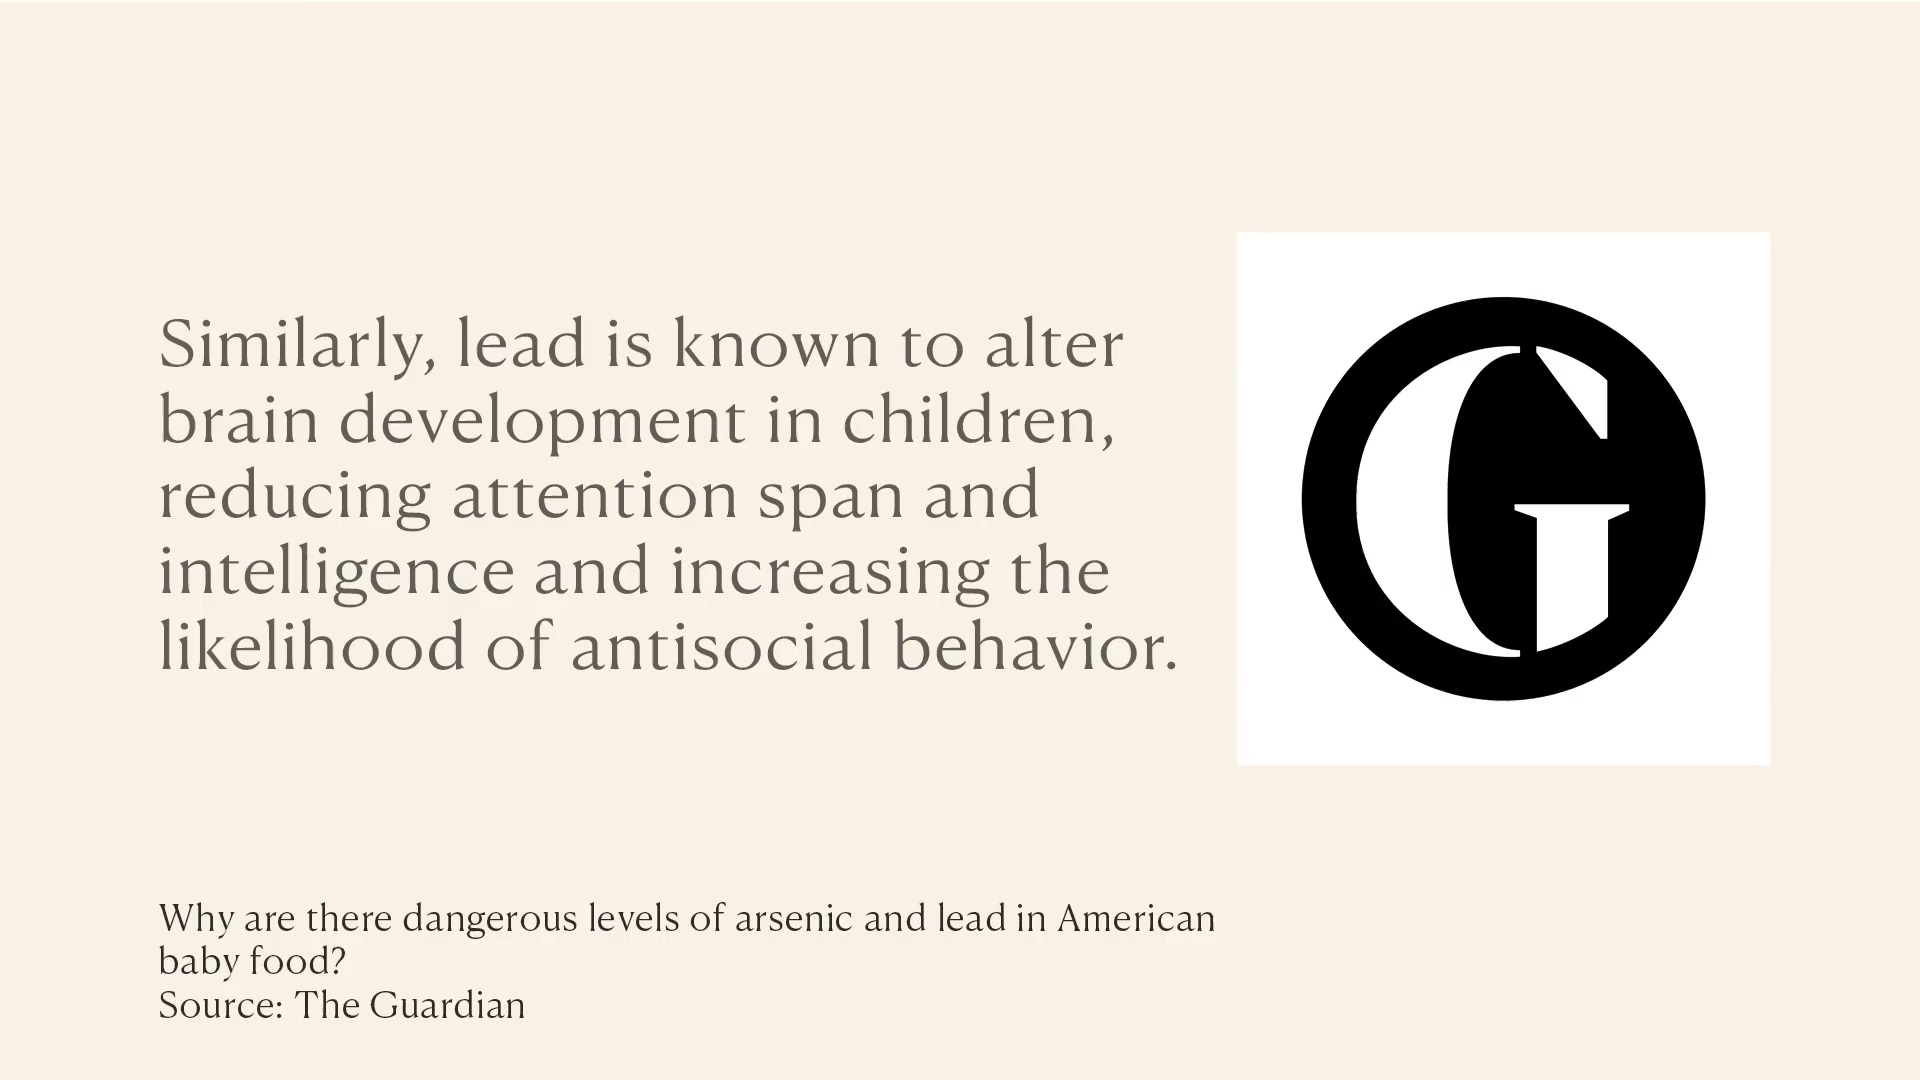 Similarly, lead is known to alter
brain development in children,
reducing attention span and
intelligence and increasing the
likelihood of antisocial behavior.
G
Why are there dangerous levels of arsenic and lead in American
baby food?
Source: The Guardian